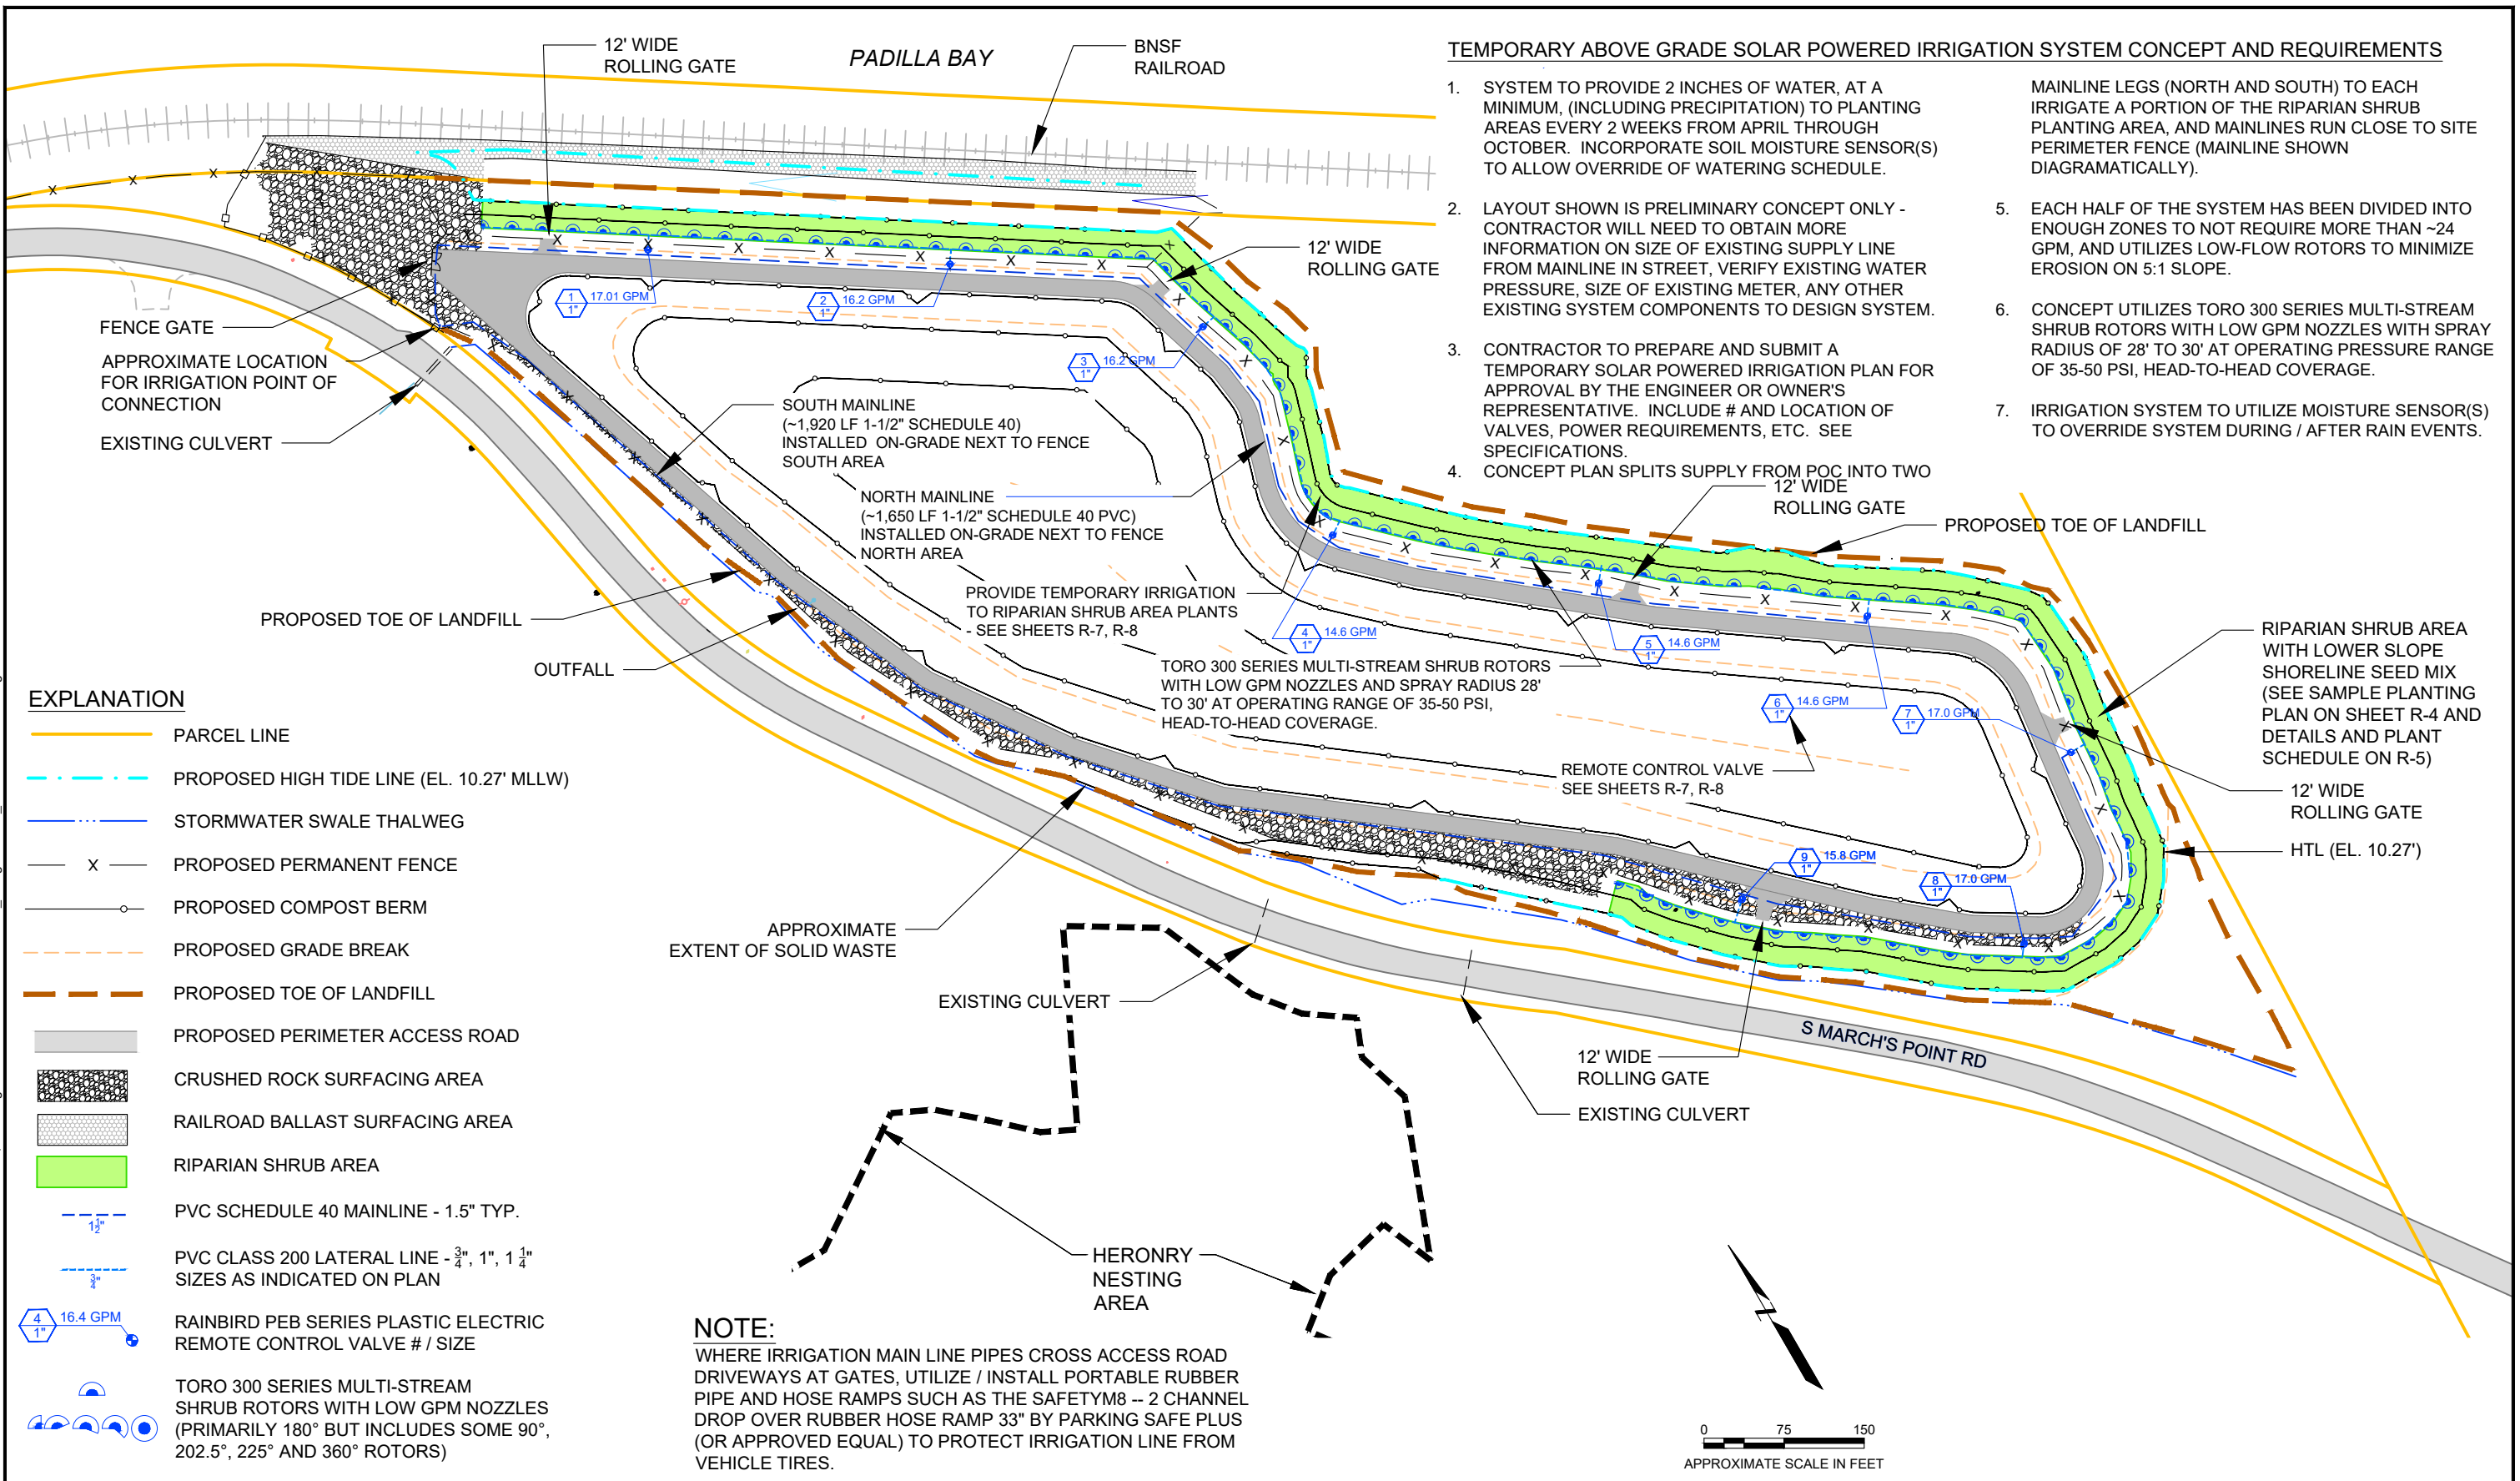 12' WIDE
ROLLING GATE
PADILLA BAY
BNSF
RAILROAD
TEMPORARY ABOVE GRADE SOLAR POWERED IRRIGATION SYSTEM CONCEPT AND REQUIREMENTS
1. SYSTEM TO PROVIDE 2 INCHES OF WATER, AT A
MINIMUM, (INCLUDING PRECIPITATION) TO PLANTING
AREAS EVERY 2 WEEKS FROM APRIL THROUGH
OCTOBER. INCORPORATE SOIL MOISTURE SENSOR(S)
TO ALLOW OVERRIDE OF WATERING SCHEDULE.
2. LAYOUT SHOWN IS PRELIMINARY CONCEPT ONLY -
CONTRACTOR WILL NEED TO OBTAIN MORE
INFORMATION ON SIZE OF EXISTING SUPPLY LINE
FROM MAINLINE IN STREET, VERIFY EXISTING WATER
PRESSURE, SIZE OF EXISTING METER, ANY OTHER
EXISTING SYSTEM COMPONENTS TO DESIGN SYSTEM.
3. CONTRACTOR TO PREPARE AND SUBMIT A
TEMPORARY SOLAR POWERED IRRIGATION PLAN FOR
APPROVAL BY THE ENGINEER OR OWNER'S
REPRESENTATIVE. INCLUDE # AND LOCATION OF
VALVES, POWER REQUIREMENTS, ETC. SEE
SPECIFICATIONS.
4. CONCEPT PLAN SPLITS SUPPLY FROM POC INTO TWO
MAINLINE LEGS (NORTH AND SOUTH) TO EACH
IRRIGATE A PORTION OF THE RIPARIAN SHRUB
PLANTING AREA, AND MAINLINES RUN CLOSE TO SITE
PERIMETER FENCE (MAINLINE SHOWN
DIAGRAMATICALLY).
5. EACH HALF OF THE SYSTEM HAS BEEN DIVIDED INTO
ENOUGH ZONES TO NOT REQUIRE MORE THAN ~24
GPM, AND UTILIZES LOW-FLOW ROTORS TO MINIMIZE
EROSION ON 5:1 SLOPE.
6. CONCEPT UTILIZES TORO 300 SERIES MULTI-STREAM
SHRUB ROTORS WITH LOW GPM NOZZLES WITH SPRAY
RADIUS OF 28' TO 30' AT OPERATING PRESSURE RANGE
OF 35-50 PSI, HEAD-TO-HEAD COVERAGE.
7. IRRIGATION SYSTEM TO UTILIZE MOISTURE SENSOR(S)
TO OVERRIDE SYSTEM DURING / AFTER RAIN EVENTS.
12' WIDE
ROLLING GATE
1 17.01 GPM
1"
2 16.2 GPM
1"
3 16.2 GPM
1"
FENCE GATE
APPROXIMATE LOCATION
FOR IRRIGATION POINT OF
CONNECTION
EXISTING CULVERT
SOUTH MAINLINE
(~1,920 LF 1-1/2" SCHEDULE 40)
INSTALLED ON-GRADE NEXT TO FENCE
SOUTH AREA
NORTH MAINLINE
(~1,650 LF 1-1/2" SCHEDULE 40 PVC)
INSTALLED ON-GRADE NEXT TO FENCE
NORTH AREA
12' WIDE
ROLLING GATE
PROPOSED TOE OF LANDFILL
PROVIDE TEMPORARY IRRIGATION
TO RIPARIAN SHRUB AREA PLANTS
- SEE SHEETS R-7, R-8
4 14.6 GPM
1"
5 14.6 GPM
1"
PROPOSED TOE OF LANDFILL
OUTFALL
TORO 300 SERIES MULTI-STREAM SHRUB ROTORS
WITH LOW GPM NOZZLES AND SPRAY RADIUS 28'
TO 30' AT OPERATING RANGE OF 35-50 PSI,
HEAD-TO-HEAD COVERAGE.
6 14.6 GPM
1"
7 17.0 GPM
1"
RIPARIAN SHRUB AREA
WITH LOWER SLOPE
SHORELINE SEED MIX
(SEE SAMPLE PLANTING
PLAN ON SHEET R-4 AND
DETAILS AND PLANT
SCHEDULE ON R-5)
REMOTE CONTROL VALVE
SEE SHEETS R-7, R-8
12' WIDE
ROLLING GATE
HTL (EL. 10.27')
9 15.8 GPM
1"
8 17.0 GPM
1"
APPROXIMATE
EXTENT OF SOLID WASTE
EXISTING CULVERT
S MARCH'S POINT RD
12' WIDE
ROLLING GATE
EXISTING CULVERT
HERONRY
NESTING
AREA
EXPLANATION
PARCEL LINE
PROPOSED HIGH TIDE LINE (EL. 10.27' MLLW)
STORMWATER SWALE THALWEG
X PROPOSED PERMANENT FENCE
PROPOSED COMPOST BERM
PROPOSED GRADE BREAK
PROPOSED TOE OF LANDFILL
PROPOSED PERIMETER ACCESS ROAD
CRUSHED ROCK SURFACING AREA
RAILROAD BALLAST SURFACING AREA
RIPARIAN SHRUB AREA
1½" PVC SCHEDULE 40 MAINLINE - 1.5" TYP.
¾" PVC CLASS 200 LATERAL LINE - ¾", 1", 1 ¼"
SIZES AS INDICATED ON PLAN
4 16.4 GPM
1"
RAINBIRD PEB SERIES PLASTIC ELECTRIC
REMOTE CONTROL VALVE # / SIZE
TORO 300 SERIES MULTI-STREAM
SHRUB ROTORS WITH LOW GPM NOZZLES
(PRIMARILY 180° BUT INCLUDES SOME 90°,
202.5°, 225° AND 360° ROTORS)
NOTE:
WHERE IRRIGATION MAIN LINE PIPES CROSS ACCESS ROAD
DRIVEWAYS AT GATES, UTILIZE / INSTALL PORTABLE RUBBER
PIPE AND HOSE RAMPS SUCH AS THE SAFETYM8 -- 2 CHANNEL
DROP OVER RUBBER HOSE RAMP 33" BY PARKING SAFE PLUS
(OR APPROVED EQUAL) TO PROTECT IRRIGATION LINE FROM
VEHICLE TIRES.
0 75 150
APPROXIMATE SCALE IN FEET